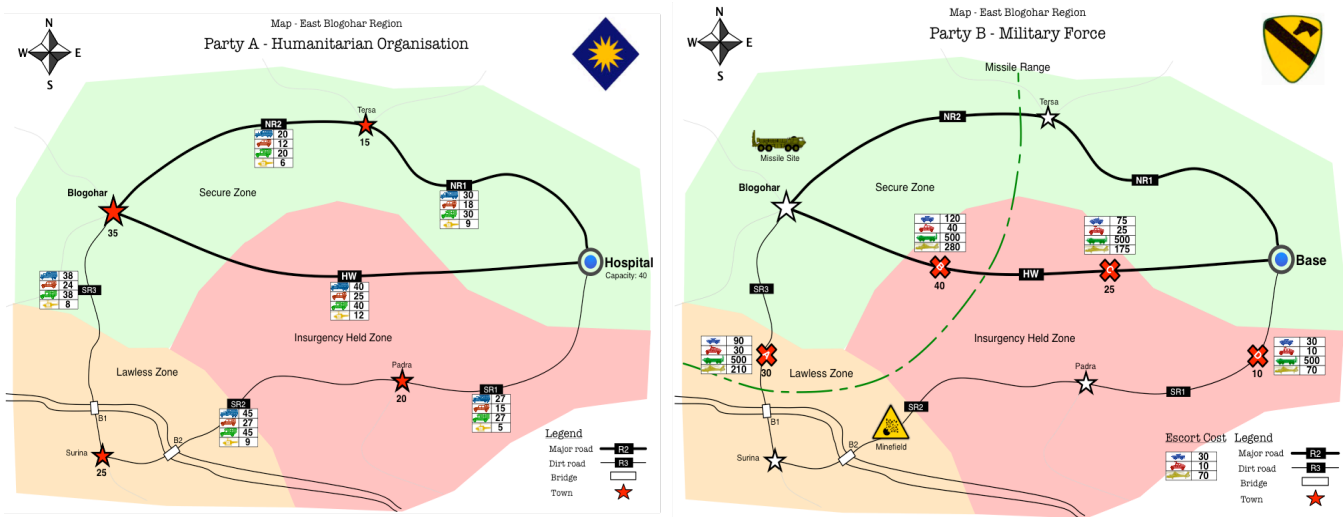 Map - East Blogohar Region
Party A - Humanitarian Organisation
N
W
E
S
Tersa
15
NR2
20
12
20
6
NR1
30
18
30
9
Secure Zone
Blogohar
35
Hospital
Capacity: 40
HW
40
25
40
12
38
24
38
8
SR3
Insurgency Held Zone
Lawless Zone
Padra
20
SR1
27
15
27
5
SR2
45
27
45
9
B1
B2
Surina
25
Legend
Major road
R2
Dirt road
R3
Bridge
Town
Map - East Blogohar Region
Party B - Military Force
N
W
E
S
Missile Range
Tersa
NR2
Missile Site
NR1
Blogohar
Secure Zone
120
40
500
280
40
75
25
500
175
25
HW
Base
SR3
Insurgency Held Zone
90
30
500
210
30
Lawless Zone
30
10
500
70
10
Padra
SR1
SR2
Minefield
B1
B2
Surina
Escort Cost
30
10
70
Legend
Major road
R2
Dirt road
R3
Bridge
Town